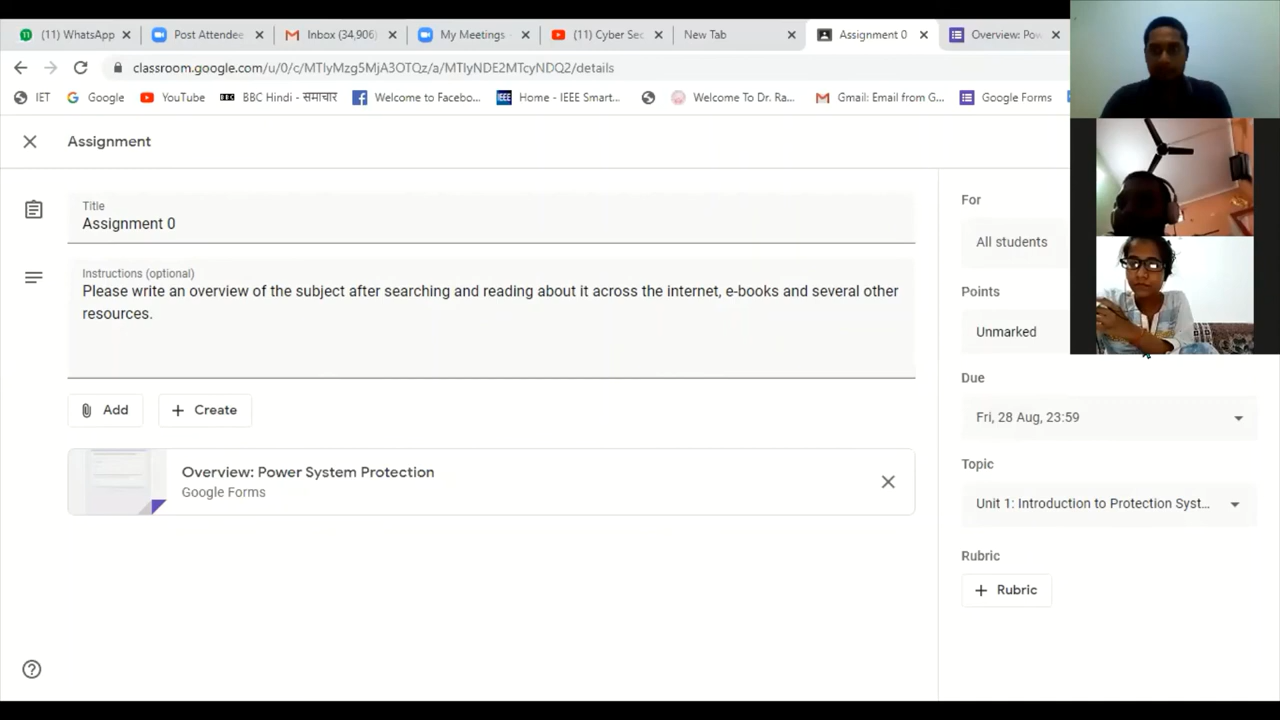 (11) WhatsApp
Post Attendee
Inbox (34,906)
My Meetings -
(11) Cyber Sec
New Tab
Assignment 0
Overview: Pow
classroom.google.com/u/0/c/MTIyMzg5MjA3OTQz/a/MTIyNDE2MTcyNDQ2/details
IET
Google
YouTube
BBC
BBC Hindi - समाचार
Welcome to Facebo...
IEEE
Home - IEEE Smart...
Welcome To Dr. Ra...
Gmail: Email from G...
Google Forms
Assignment
Title
Assignment 0
Instructions (optional)
Please write an overview of the subject after searching and reading about it across the internet, e-books and several other
resources.
Add
Create
Overview: Power System Protection
Google Forms
For
All students
Points
Unmarked
Due
Fri, 28 Aug, 23:59
Topic
Unit 1: Introduction to Protection Syst...
Rubric
Rubric